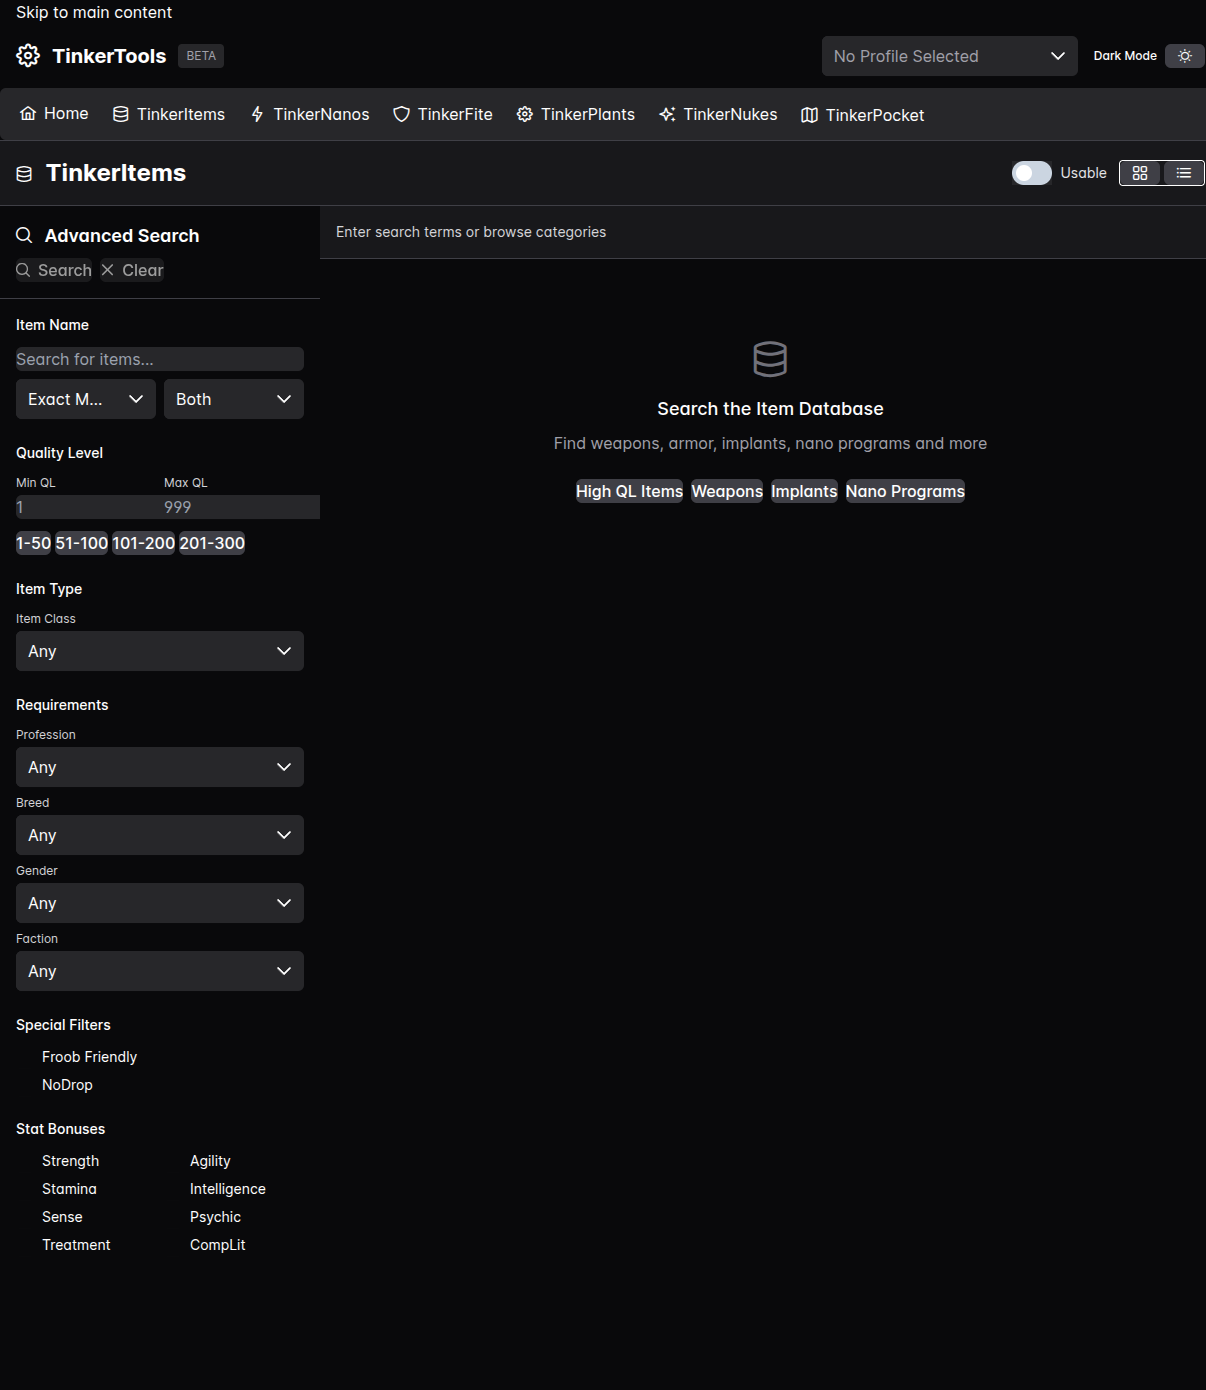 Skip to main content
TinkerTools BETA
No Profile Selected
Dark Mode
Home TinkerItems TinkerNanos TinkerFite TinkerPlants TinkerNukes TinkerPocket
TinkerItems
Usable
Advanced Search
Search Clear
Enter search terms or browse categories
Item Name
Search for items...
Exact M... Both
Quality Level
Min QL Max QL
1 999
1-50 51-100 101-200 201-300
Item Type
Item Class
Any
Requirements
Profession
Any
Breed
Any
Gender
Any
Faction
Any
Special Filters
Froob Friendly
NoDrop
Stat Bonuses
Strength Agility
Stamina Intelligence
Sense Psychic
Treatment CompLit
Search the Item Database
Find weapons, armor, implants, nano programs and more
High QL Items Weapons Implants Nano Programs